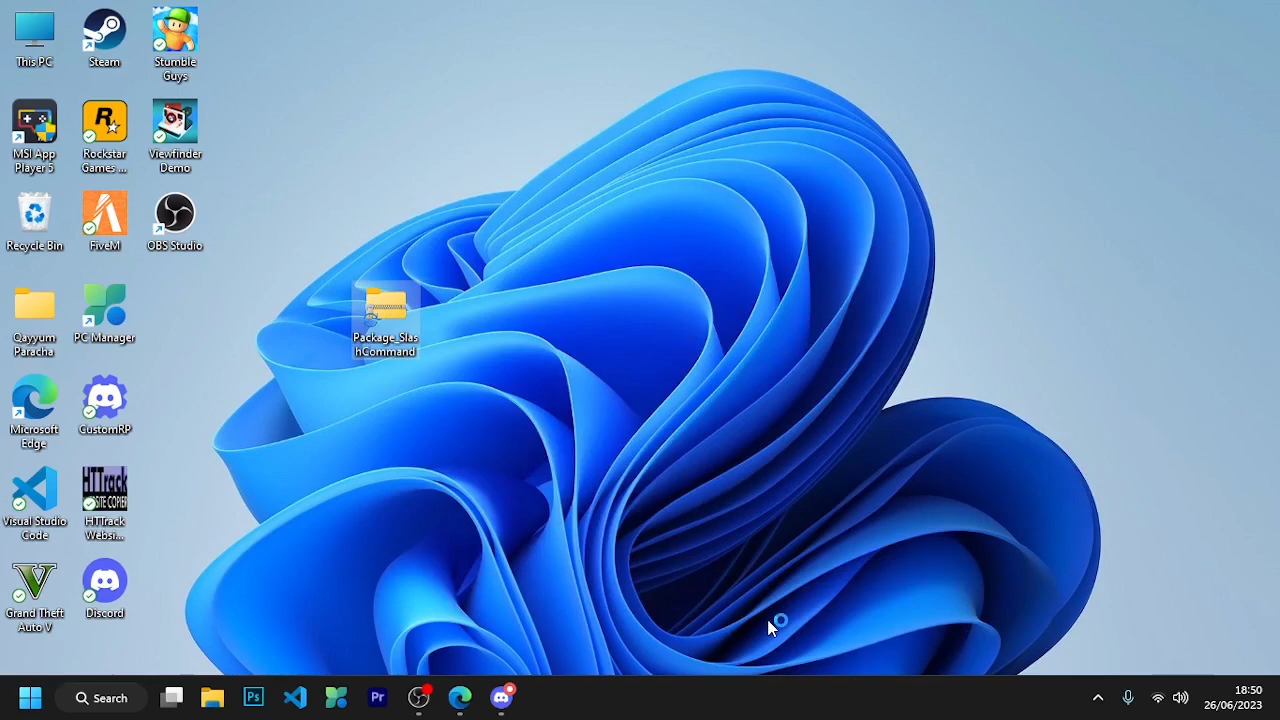 This PC
Steam
Stumble
Guys
MSI App
Player 5
Rockstar
Games ...
Viewfinder
Demo
Recycle Bin
FiveM
OBS Studio
Qayyum
Paracha
PC Manager
Package_Slas
hCommand
Microsoft
Edge
CustomRP
Visual Studio
Code
HTTrack
Websi...
Grand Theft
Auto V
Discord
Search
Ps
Pr
18:50
26/06/2023